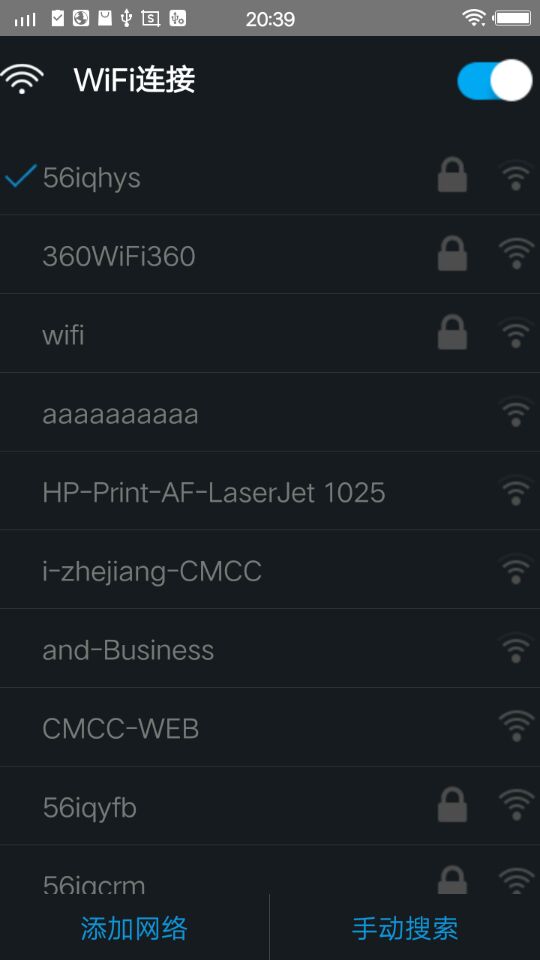 20:39
WiFi连接
56iqhys
360WiFi360
wifi
aaaaaaaaaa
HP-Print-AF-LaserJet 1025
i-zhejiang-CMCC
and-Business
CMCC-WEB
56iqyfb
56iqcrm
添加网络
手动搜索